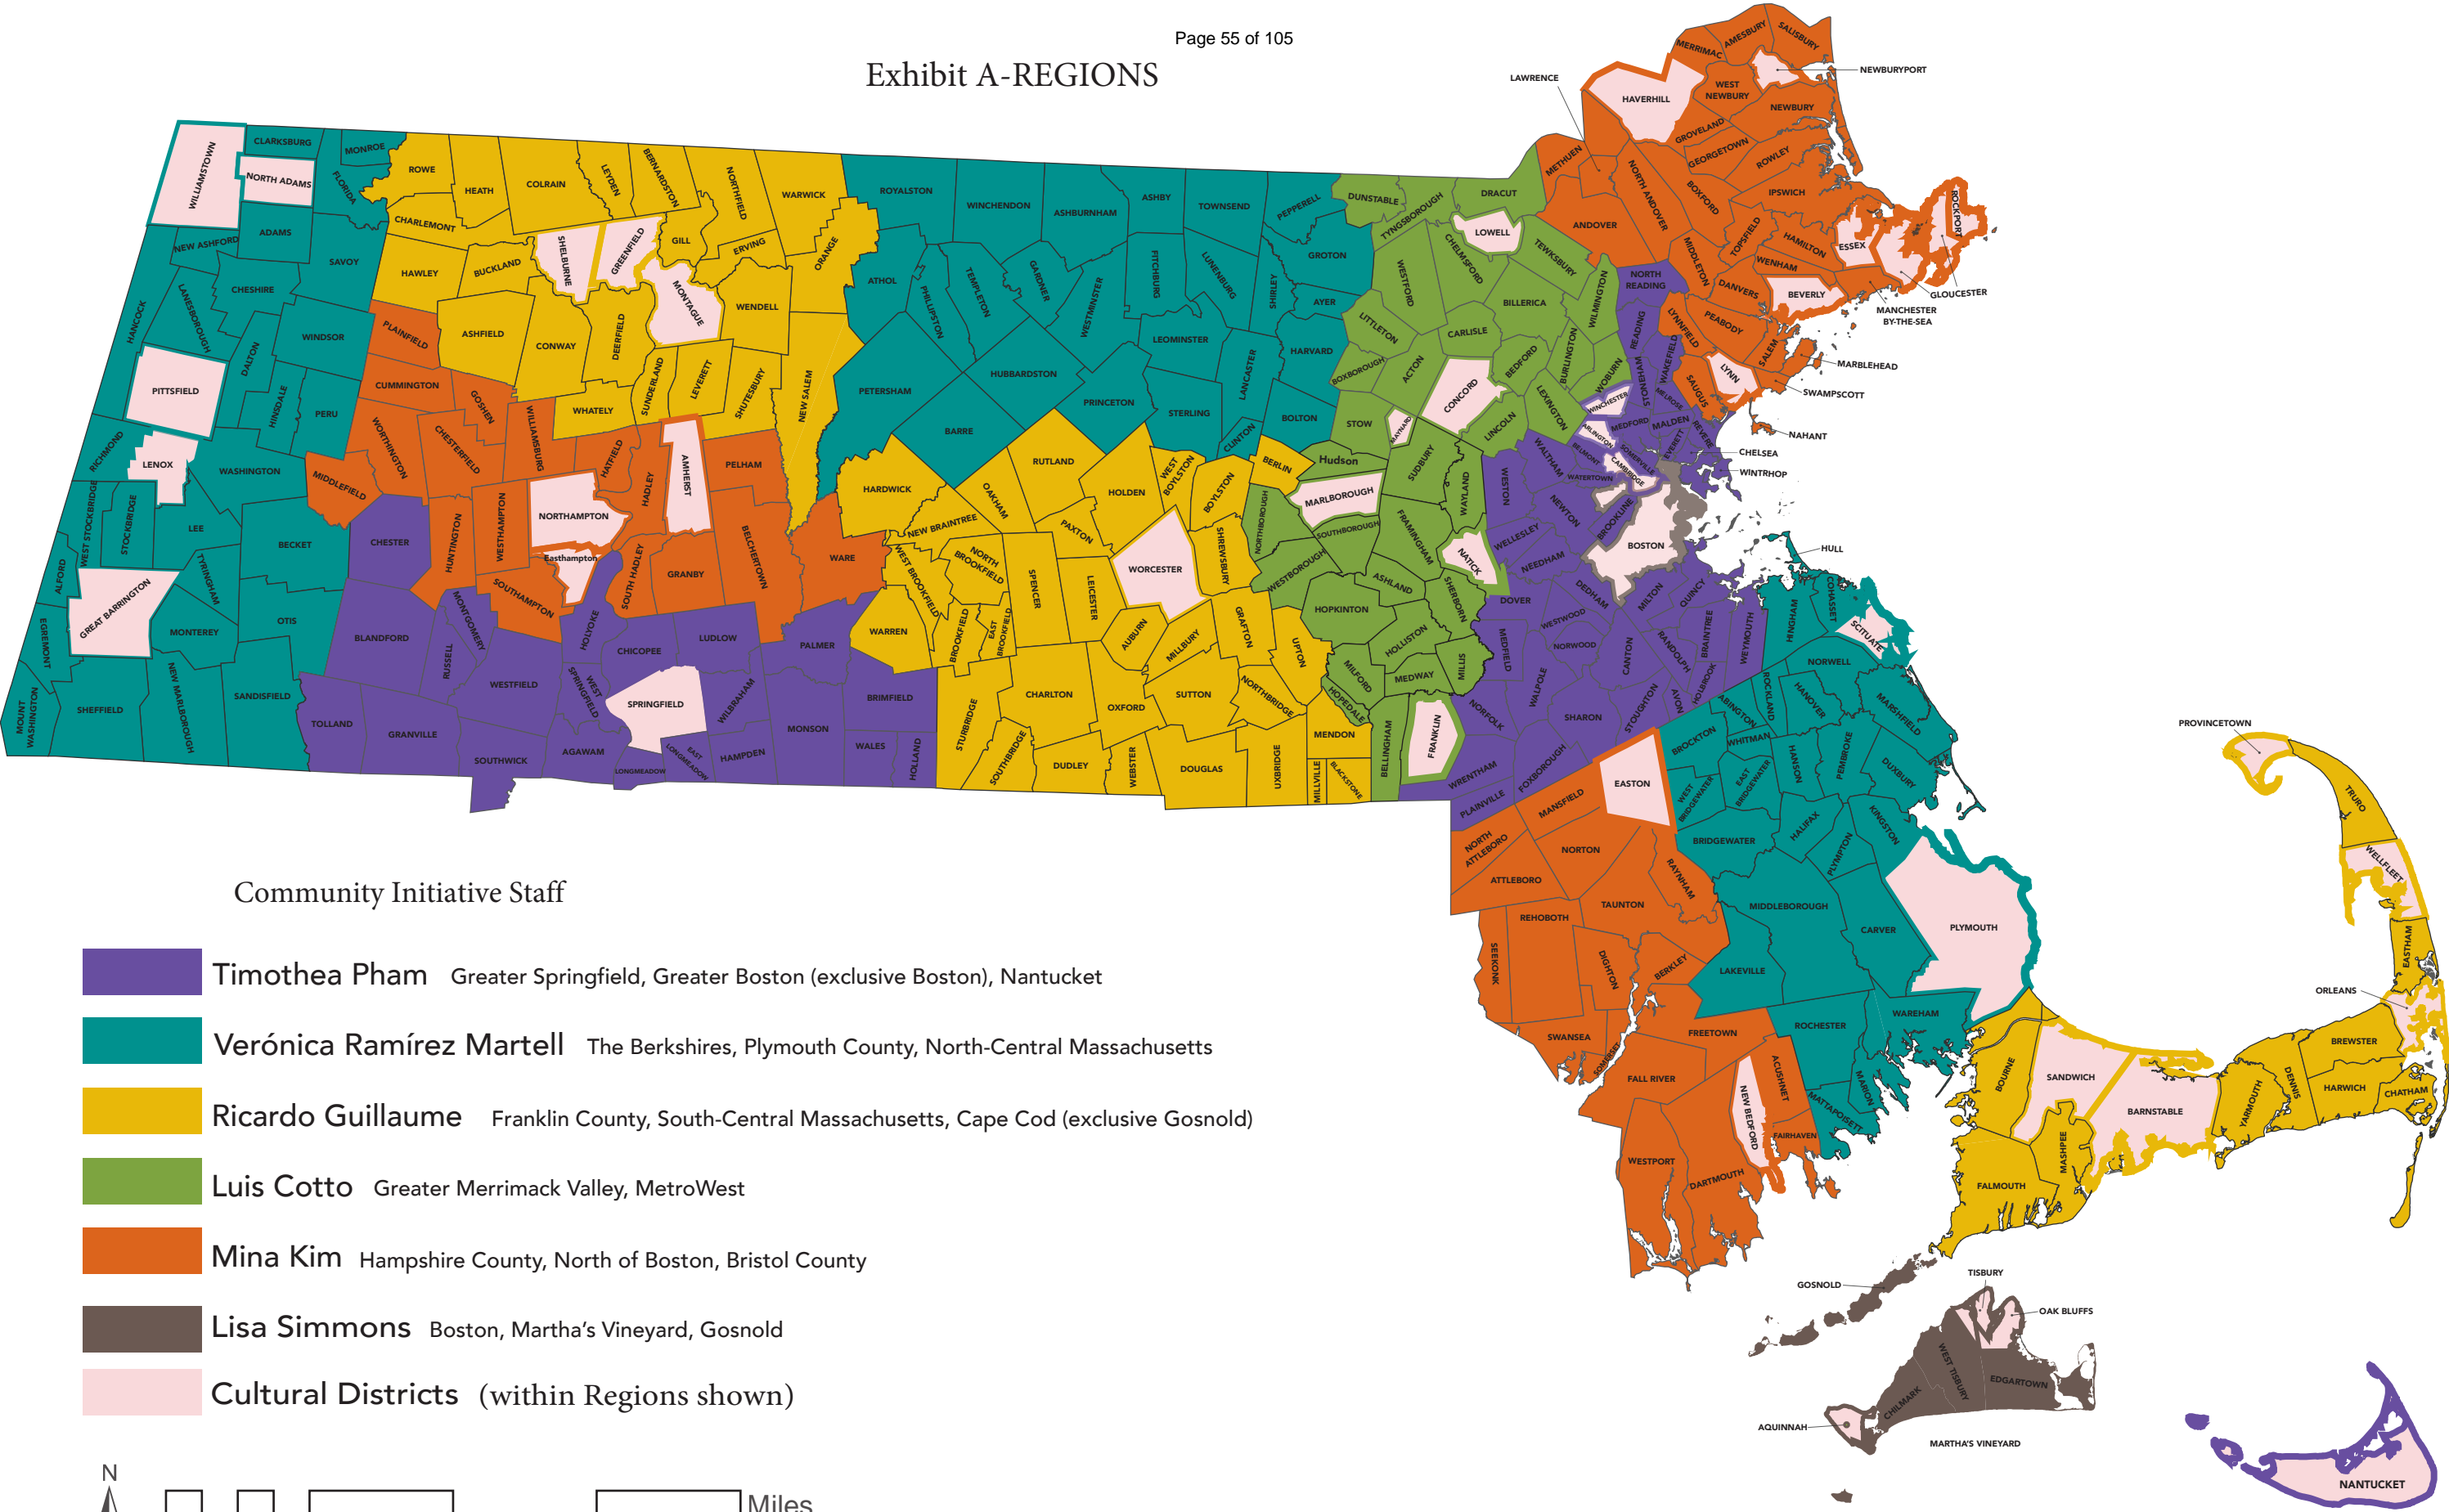 Page 55 of 105
Exhibit A-REGIONS
LAWRENCE
MERRIMAC
AMESBURY
SALISBURY
NEWBURYPORT
HAVERHILL
WEST
NEWBURY
NEWBURY
GROVELAND
GEORGETOWN
ROWLEY
METHUEN
NORTH ANDOVER
BOXFORD
IPSWICH
ANDOVER
TOPSFIELD
HAMILTON
ESSEX
ROCKPORT
MIDDLETON
WENHAM
DANVERS
BEVERLY
GLOUCESTER
MANCHESTER
BY-THE-SEA
LYNNFIELD
PEABODY
SALEM
MARBLEHEAD
LYNN
SWAMPSCOTT
SAUGUS
NAHANT
CHELSEA
WINTRHOP
WILLIAMSTOWN
CLARKSBURG
MONROE
NORTH ADAMS
FLORIDA
ADAMS
NEW ASHFORD
SAVOY
CHESHIRE
HANCOCK
LANESBOROUGH
DALTON
WINDSOR
PITTSFIELD
HINSDALE
PERU
RICHMOND
LENOX
WASHINGTON
WEST STOCKBRIDGE
STOCKBRIDGE
LEE
BECKET
ALFORD
TYRINGHAM
GREAT BARRINGTON
MONTEREY
OTIS
EGREMONT
MOUNT
WASHINGTON
SHEFFIELD
NEW MARLBOROUGH
SANDISFIELD
ROWE
HEATH
COLRAIN
LEYDEN
BERNARDSTON
NORTHFIELD
WARWICK
CHARLEMONT
SHELBURNE
GREENFIELD
GILL
ERVING
ORANGE
HAWLEY
BUCKLAND
MONTAGUE
WENDELL
ASHFIELD
CONWAY
DEERFIELD
SUNDERLAND
LEVERETT
SHUTESBURY
NEW SALEM
WHATELY
PLAINFIELD
CUMMINGTON
GOSHEN
WORTHINGTON
CHESTERFIELD
WILLIAMSBURG
HATFIELD
HADLEY
AMHERST
PELHAM
MIDDLEFIELD
NORTHAMPTON
HUNTINGTON
WESTHAMPTON
Easthampton
SOUTHAMPTON
SOUTH HADLEY
GRANBY
BELCHERTOWN
WARE
CHESTER
BLANDFORD
MONTGOMERY
RUSSELL
HOLYOKE
CHICOPEE
LUDLOW
PALMER
WESTFIELD
WEST
SPRINGFIELD
SPRINGFIELD
WILBRAHAM
TOLLAND
GRANVILLE
SOUTHWICK
AGAWAM
LONGMEADOW
EAST
LONGMEADOW
HAMPDEN
MONSON
BRIMFIELD
WALES
HOLLAND
ROYALSTON
WINCHENDON
ASHBURNHAM
ASHBY
TOWNSEND
PEPPERELL
GROTON
ATHOL
PHILLIPSTON
TEMPLETON
GARDNER
WESTMINSTER
FITCHBURG
LUNENBURG
SHIRLEY
AYER
LEOMINSTER
HARVARD
LANCASTER
PETERSHAM
HUBBARDSTON
PRINCETON
STERLING
BOLTON
BARRE
CLINTON
RUTLAND
WEST
BOYLSTON
BOYLSTON
BERLIN
HARDWICK
OAKHAM
HOLDEN
NEW BRAINTREE
PAXTON
WORCESTER
SHREWSBURY
WEST BROOKFIELD
NORTH
BROOKFIELD
SPENCER
LEICESTER
WARREN
BROOKFIELD
EAST
BROOKFIELD
AUBURN
MILLBURY
GRAFTON
UPTON
STURBRIDGE
CHARLTON
OXFORD
SUTTON
NORTHBRIDGE
SOUTHBRIDGE
DUDLEY
WEBSTER
DOUGLAS
UXBRIDGE
MENDON
MILLVILLE
BLACKSTONE
DUNSTABLE
TYNGSBOROUGH
DRACUT
LOWELL
CHELMSFORD
TEWKSBURY
WESTFORD
BILLERICA
WILMINGTON
LITTLETON
CARLISLE
BOXBOROUGH
ACTON
CONCORD
BEDFORD
BURLINGTON
WOBURN
STOW
MAYNARD
LINCOLN
LEXINGTON
Hudson
SUDBURY
WAYLAND
MARLBOROUGH
NORTHBOROUGH
SOUTHBOROUGH
FRAMINGHAM
NATICK
WESTBOROUGH
ASHLAND
SHERBORN
HOPKINTON
HOLLISTON
MILFORD
MEDWAY
MILLIS
HOPEDALE
BELLINGHAM
FRANKLIN
NORTH
READING
READING
WAKEFIELD
STONEHAM
MELROSE
WINCHESTER
ARLINGTON
MEDFORD
MALDEN
REVERE
EVERETT
SOMERVILLE
BELMONT
CAMBRIDGE
WALTHAM
WATERTOWN
WESTON
NEWTON
BROOKLINE
BOSTON
WELLESLEY
NEEDHAM
DEDHAM
MILTON
QUINCY
DOVER
WESTWOOD
NORWOOD
CANTON
RANDOLPH
BRAINTREE
WEYMOUTH
HOLBROOK
MEDFIELD
WALPOLE
NORFOLK
SHARON
STOUGHTON
AVON
WRENTHAM
FOXBOROUGH
PLAINVILLE
HULL
HINGHAM
COHASSET
SCITUATE
NORWELL
ROCKLAND
HANOVER
MARSHFIELD
ABINGTON
WHITMAN
BROCKTON
HANSON
PEMBROKE
DUXBURY
WEST
BRIDGEWATER
EAST
BRIDGEWATER
BRIDGEWATER
HALIFAX
KINGSTON
PLYMPTON
MIDDLEBOROUGH
CARVER
PLYMOUTH
LAKEVILLE
ROCHESTER
WAREHAM
MARION
MATTAPOISETT
EASTON
MANSFIELD
NORTH
ATTLEBORO
NORTON
ATTLEBORO
RAYNHAM
TAUNTON
REHOBOTH
SEEKONK
DIGHTON
BERKLEY
SWANSEA
SOMERSET
FREETOWN
FALL RIVER
ACUSHNET
NEW BEDFORD
FAIRHAVEN
WESTPORT
DARTMOUTH
PROVINCETOWN
TRURO
WELLFLEET
EASTHAM
ORLEANS
BREWSTER
HARWICH
CHATHAM
DENNIS
YARMOUTH
BARNSTABLE
SANDWICH
BOURNE
MASHPEE
FALMOUTH
GOSNOLD
TISBURY
OAK BLUFFS
WEST TISBURY
EDGARTOWN
CHILMARK
AQUINNAH
MARTHA'S VINEYARD
NANTUCKET
Community Initiative Staff
Timothea Pham Greater Springfield, Greater Boston (exclusive Boston), Nantucket
Verónica Ramírez Martell The Berkshires, Plymouth County, North-Central Massachusetts
Ricardo Guillaume Franklin County, South-Central Massachusetts, Cape Cod (exclusive Gosnold)
Luis Cotto Greater Merrimack Valley, MetroWest
Mina Kim Hampshire County, North of Boston, Bristol County
Lisa Simmons Boston, Martha's Vineyard, Gosnold
Cultural Districts (within Regions shown)
N
Miles